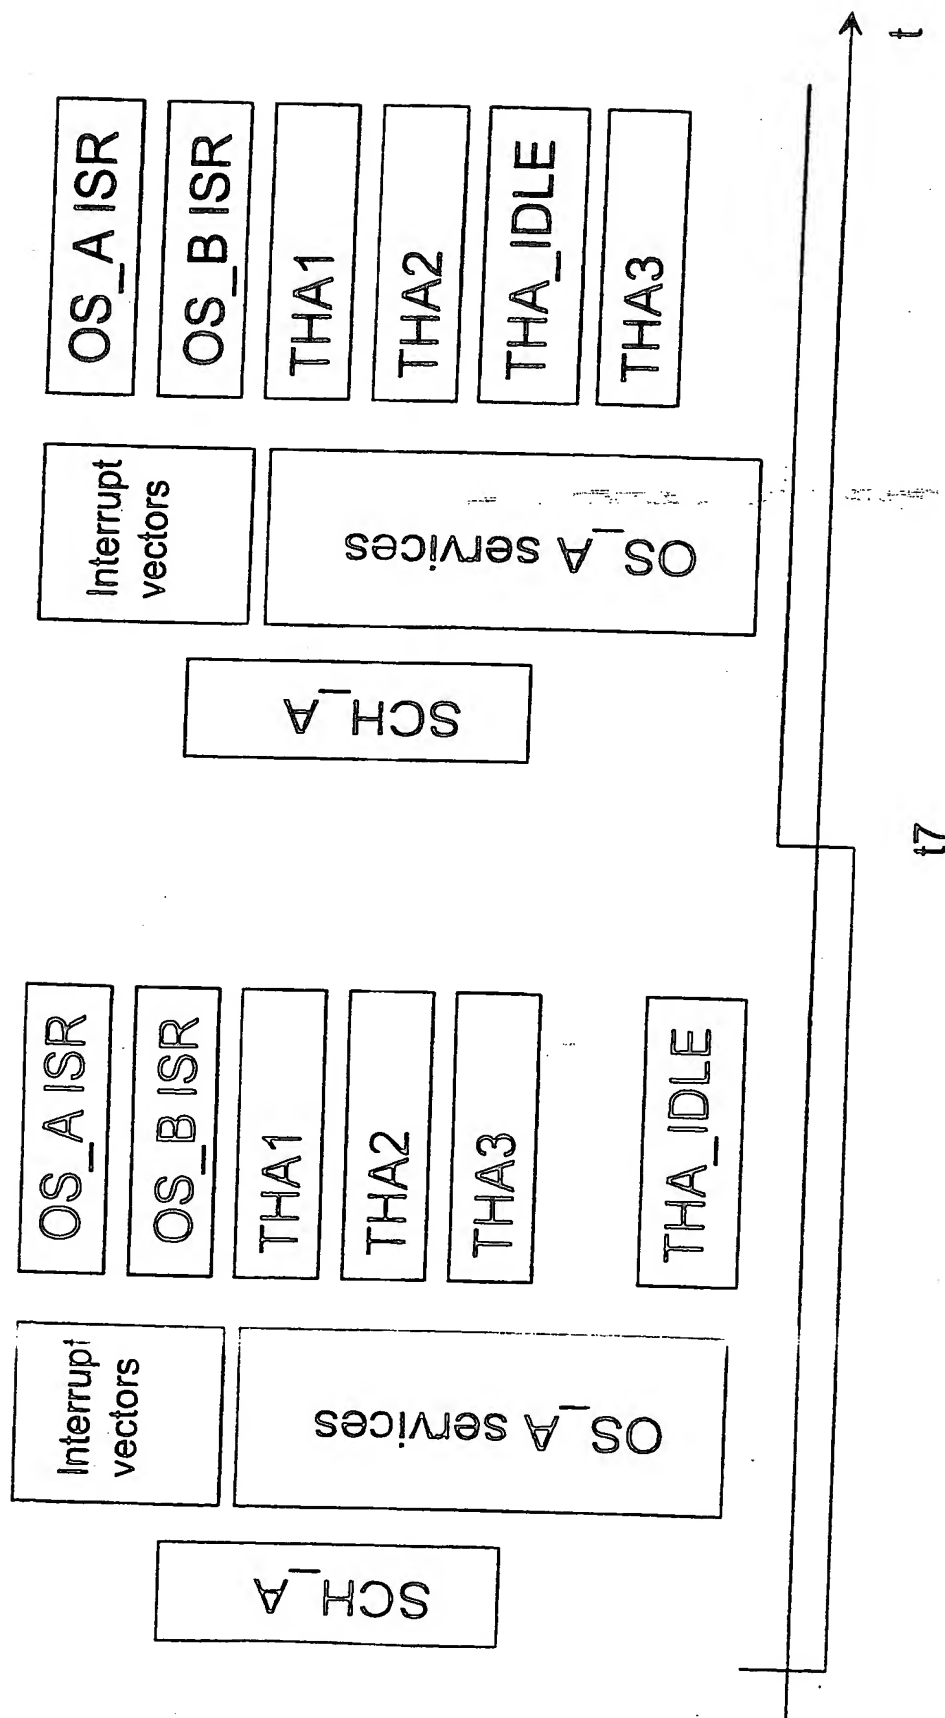 OS_A ISR
OS_B ISR
THA1
THA2
THA3
THA_IDLE
Interrupt
vectors
OS_A services
SCH_A
OS_A ISR
OS_B ISR
THA1
THA2
THA_IDLE
THA3
Interrupt
vectors
OS_A services
SCH_A
t7
t